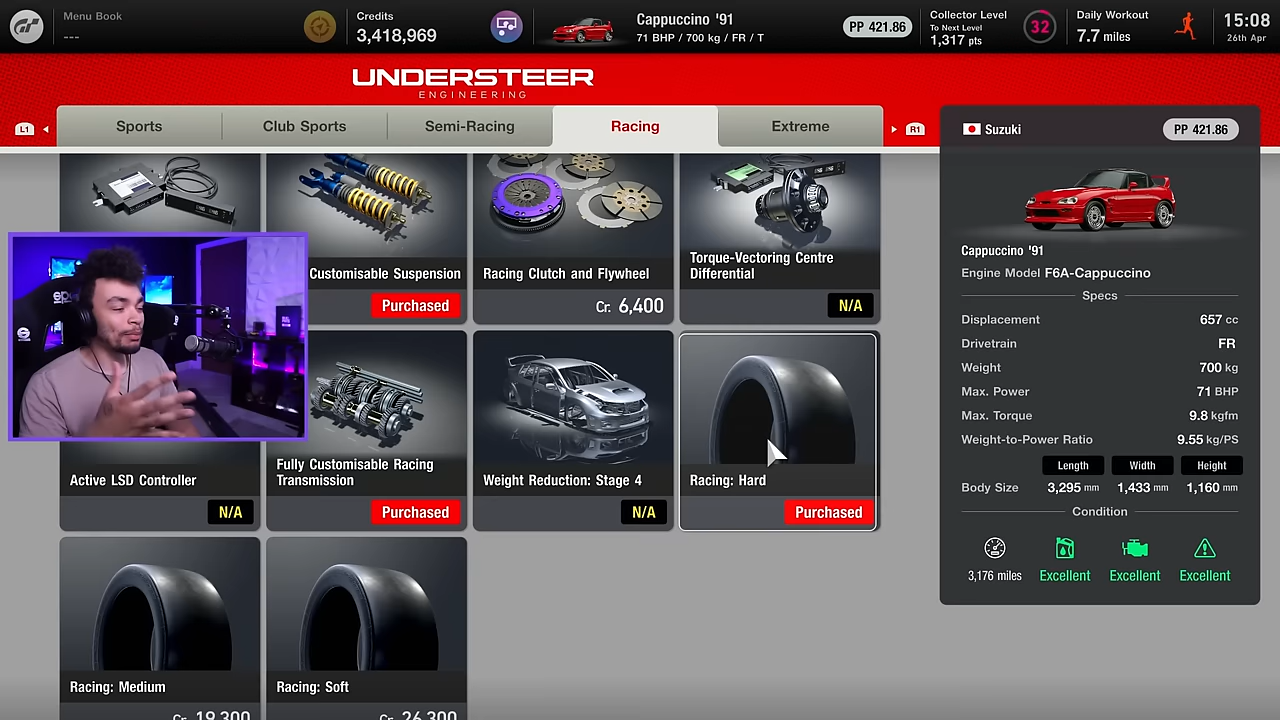 GT
Menu Book
---
Credits
3,418,969
Cappuccino '91
71 BHP / 700 kg / FR / T
PP 421.86
Collector Level
To Next Level
1,317 pts
32
Daily Workout
7.7 miles
15:08
26th Apr
UNDERSTEER
ENGINEERING
L1
Sports
Club Sports
Semi-Racing
Racing
Extreme
R1
Customisable Suspension
Purchased
Racing Clutch and Flywheel
Cr. 6,400
Torque-Vectoring Centre
Differential
N/A
Active LSD Controller
N/A
Fully Customisable Racing
Transmission
Purchased
Weight Reduction: Stage 4
N/A
Racing: Hard
Purchased
Racing: Medium
Cr. 19,300
Racing: Soft
Cr. 26,300
Suzuki
PP 421.86
Cappuccino '91
Engine Model F6A-Cappuccino
Specs
Displacement 657 cc
Drivetrain FR
Weight 700 kg
Max. Power 71 BHP
Max. Torque 9.8 kgfm
Weight-to-Power Ratio 9.55 kg/PS
Length Width Height
Body Size 3,295 mm 1,433 mm 1,160 mm
Condition
3,176 miles Excellent Excellent Excellent